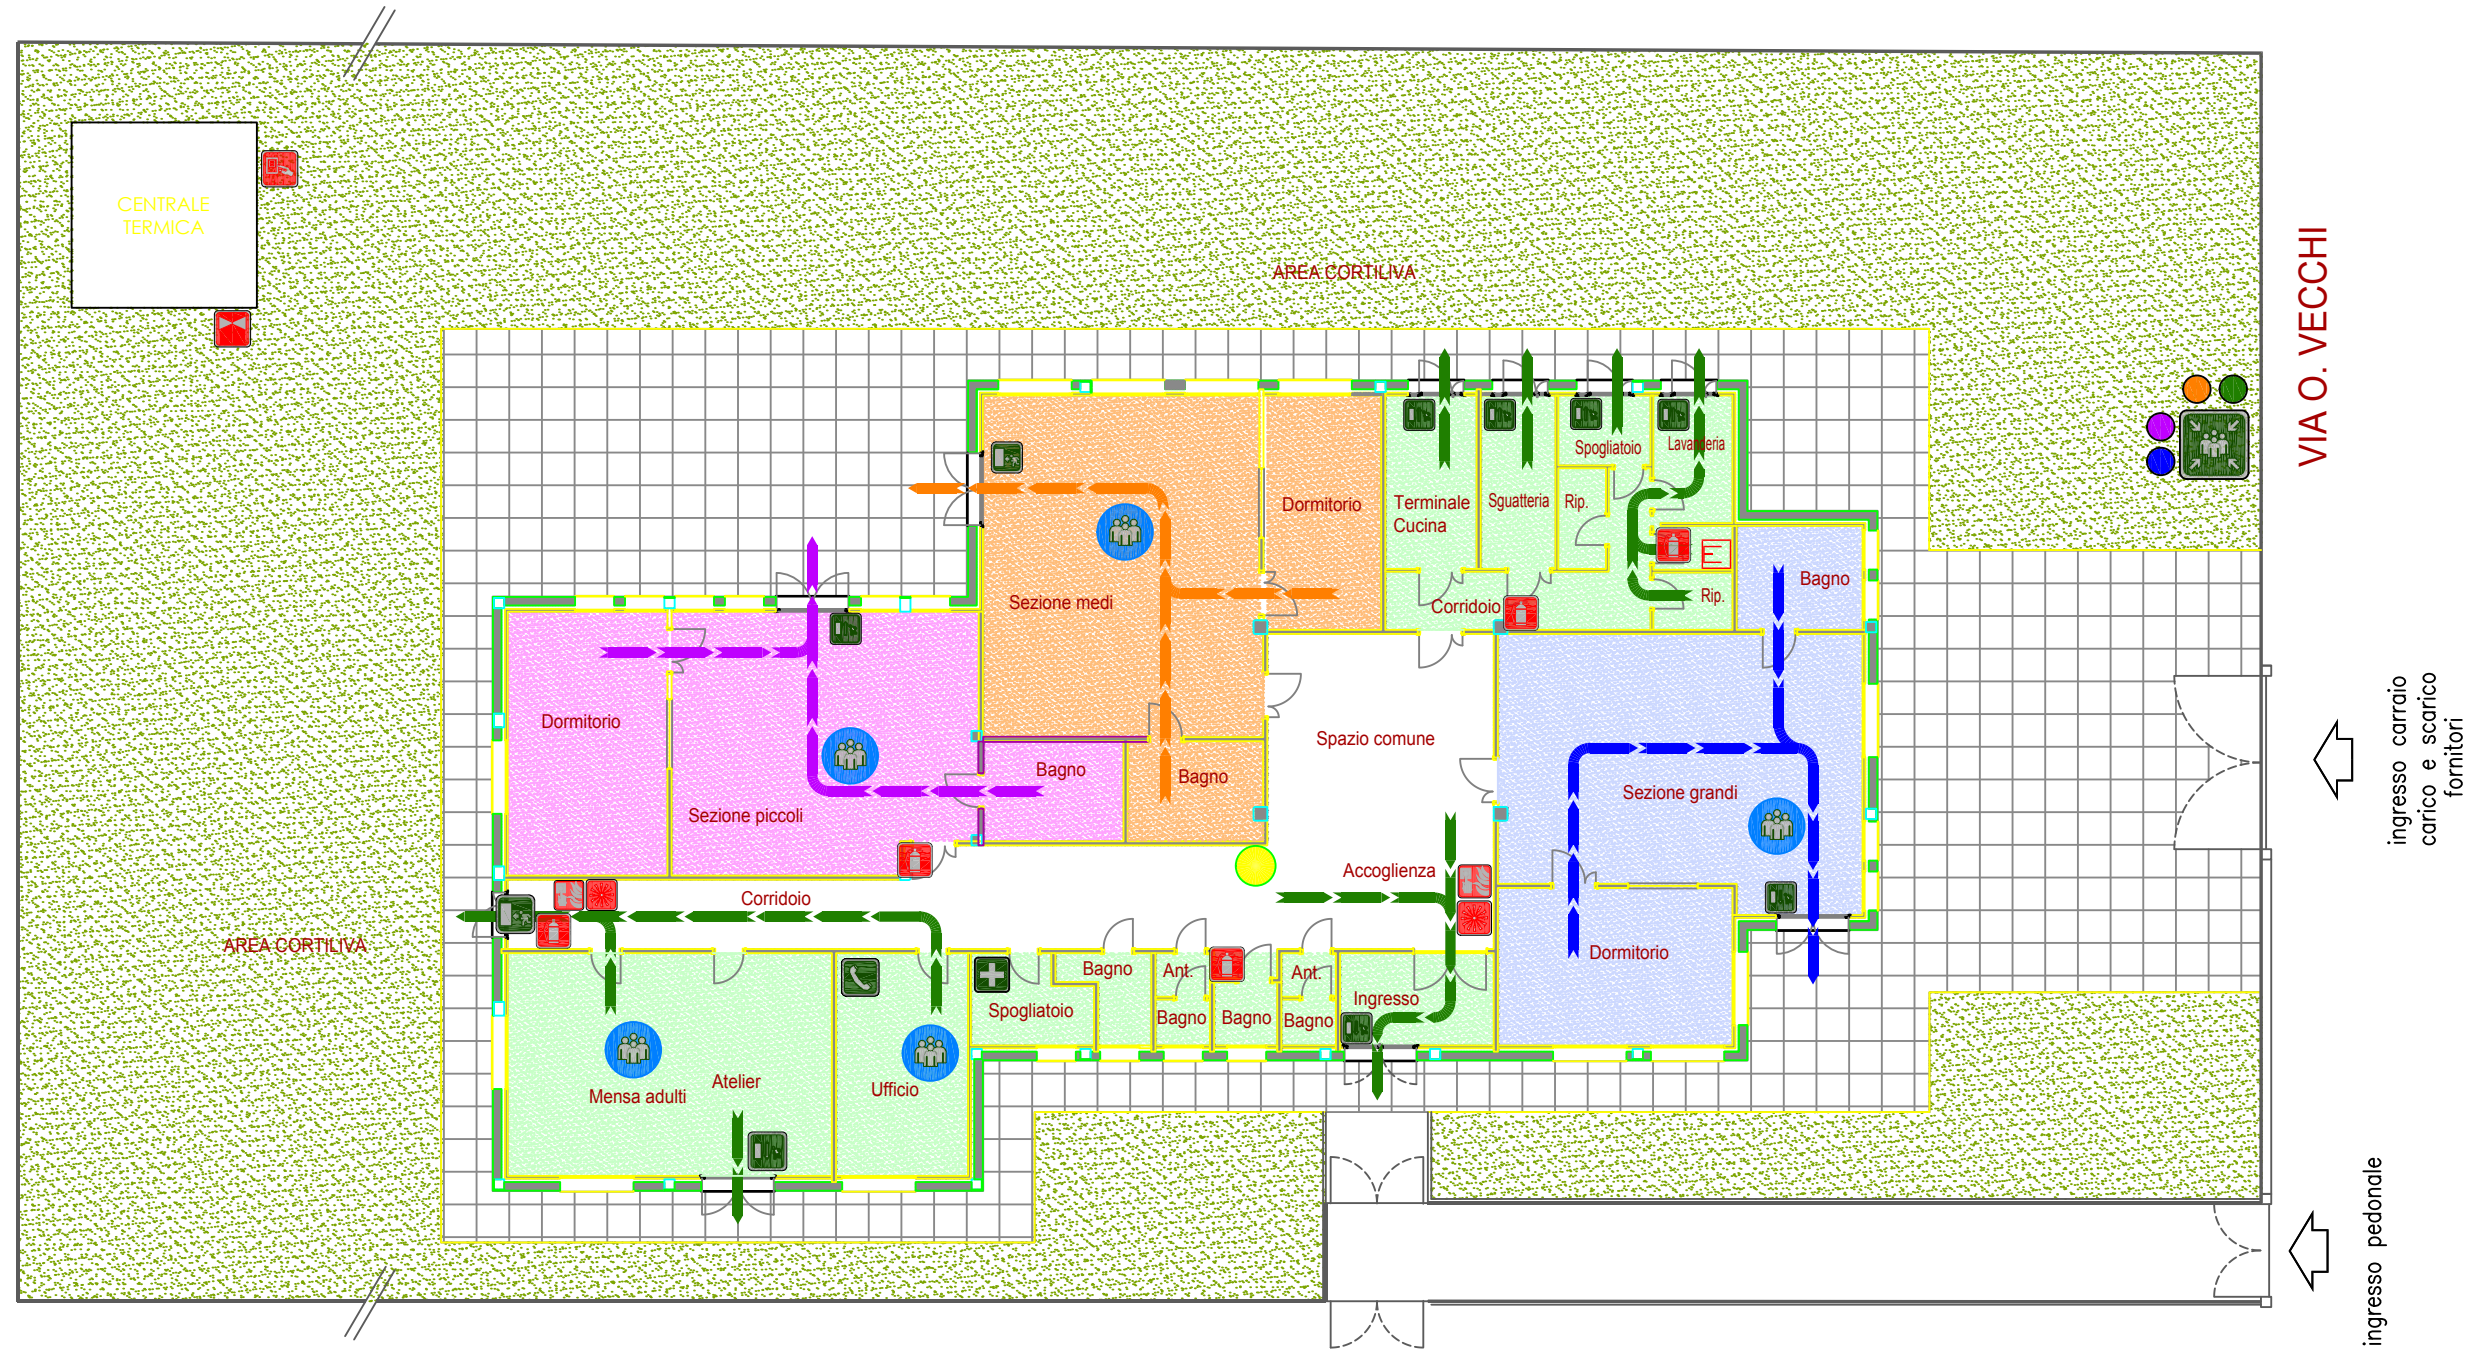 CENTRALE
TERMICA
AREA CORTILIVA
VIA O. VECCHI
Spogliatoio
Lavanderia
Terminale
Cucina
Sguatteria
Rip.
Dormitorio
E
Bagno
Rip.
Sezione medi
Corridoio
Dormitorio
Spazio comune
ingresso carraio
carico e scarico
fornitori
Bagno
Bagno
Sezione grandi
Sezione piccoli
Accoglienza
Corridoio
AREA CORTILIVA
Dormitorio
Bagno
Ant.
Ant.
Ingresso
Spogliatoio
Bagno
Bagno
Bagno
Atelier
Mensa adulti
Ufficio
ingresso pedonale